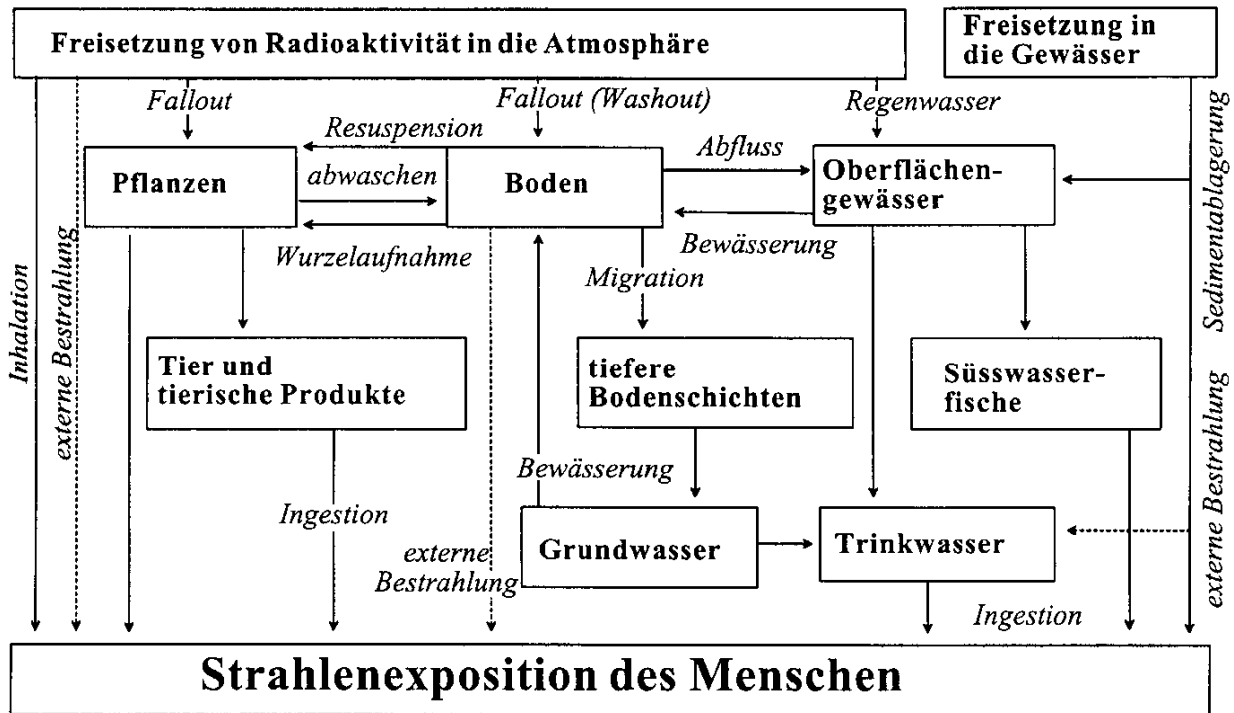 Freisetzung von Radioaktivität in die Atmosphäre
Freisetzung in
die Gewässer
Fallout
Fallout (Washout)
Regenwasser
Resuspension
Pflanzen
abwaschen
Boden
Abfluss
Oberflächen-
gewässer
Wurzelaufnahme
Bewässerung
Migration
Sedimentablagerung
Inhalation
externe Bestrahlung
Tier und
tierische Produkte
tiefere
Bodenschichten
Süsswasser-
fische
externe Bestrahlung
Bewässerung
Ingestion
Grundwasser
Trinkwasser
externe
Bestrahlung
Ingestion
Strahlenexposition des Menschen